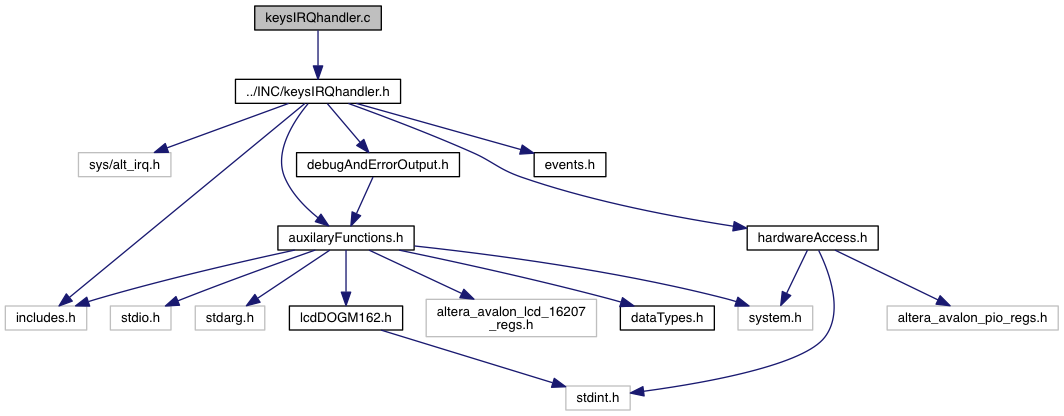 keysIRQhandler.c
../INC/keysIRQhandler.h
sys/alt_irq.h
debugAndErrorOutput.h
events.h
auxilaryFunctions.h
hardwareAccess.h
includes.h
stdio.h
stdarg.h
lcdDOGM162.h
altera_avalon_lcd_16207
_regs.h
dataTypes.h
system.h
altera_avalon_pio_regs.h
stdint.h